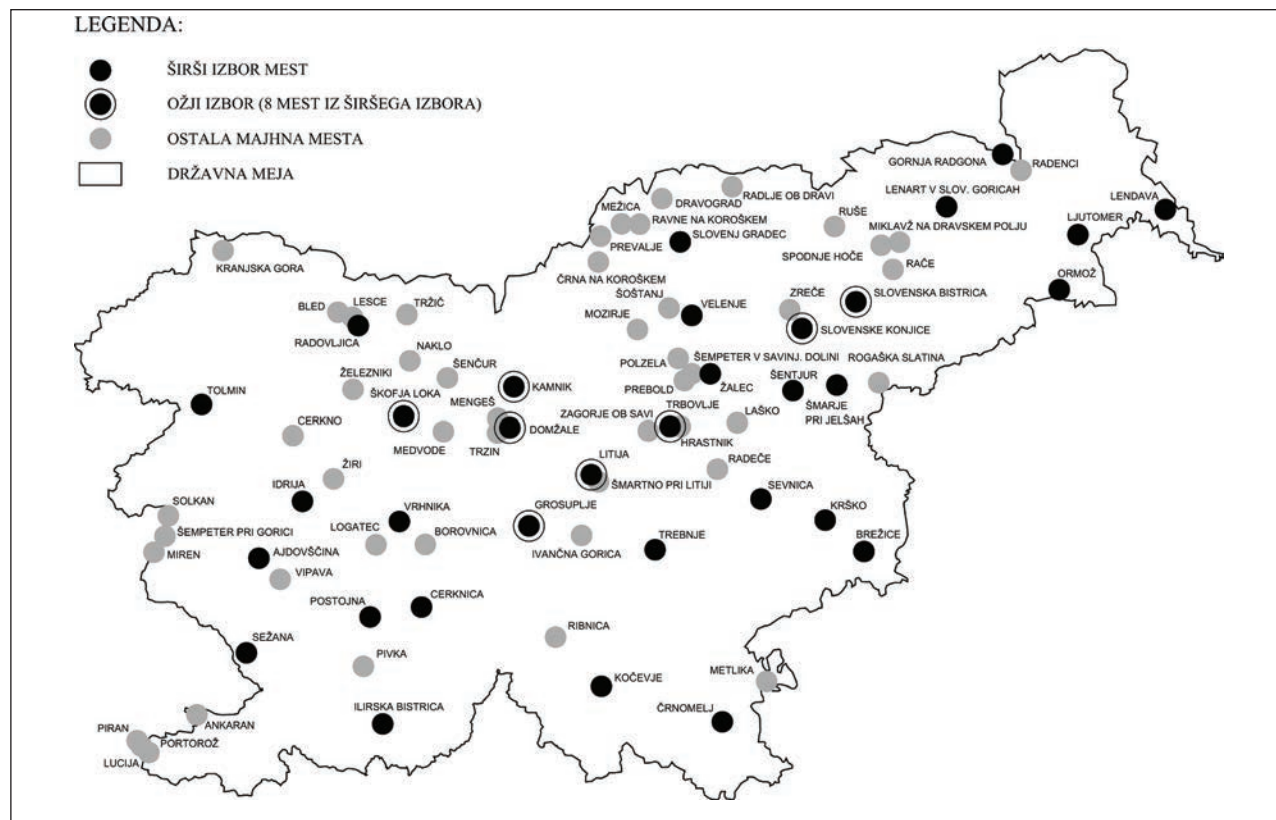 LEGENDA:
ŠIRŠI IZBOR MEST
OŽJI IZBOR (8 MEST IZ ŠIRŠEGA IZBORA)
OSTALA MAJHNA MESTA
DRŽAVNA MEJA
GORNJA RADGONA
RADENCI
RADLJE OB DRAVI
DRAVOGRAD
LENART V SLOV. GORICAH
LENDAVA
MEŽICA
RAVNE NA KOROŠKEM
RUŠE
MIKLAVŽ NA DRAVSKEM POLJU
LJUTOMER
SLOVENJ GRADEC
PREVALJE
SPODNJE HOČE
RAČE
KRANJSKA GORA
ČRNA NA KOROŠKEM
ORMOŽ
ŠOŠTANJ
ZREČE
SLOVENSKA BISTRICA
BLED
LESCE
TRŽIČ
VELENJE
MOZIRJE
SLOVENSKE KONJICE
RADOVLJICA
NAKLO
POLZELA
ŠEMPETER V SAVINJ. DOLINI
ROGAŠKA SLATINA
ŽELEZNIKI
ŠENČUR
ŠENTJUR
TOLMIN
ŠKOFJA LOKA
KAMNIK
PREBOLD
ŽALEC
MENGEŠ
TRBOVLJE
ZAGORJE OB SAVI
LAŠKO
ŠMARJE
PRI JELŠAH
CERKNO
DOMŽALE
MEDVODE
TRZIN
HRASTNIK
LITIJA
RADEČE
ŽIRI
IDRIJA
ŠMARTNO PRI LITIJI
SEVNICA
SOLKAN
VRHNIKA
GROSUPLJE
KRŠKO
ŠEMPETER PRI GORICI
LOGATEC
BOROVNICA
TREBNJE
BREŽICE
MIREN
AJDOVŠČINA
IVANČNA GORICA
VIPAVA
CERKNICA
POSTOJNA
SEŽANA
RIBNICA
PIVKA
METLIKA
KOČEVJE
ILIRSKA BISTRICA
ČRNOMELJ
ANKARAN
PIRAN
PORTOROŽ
LUCIJA